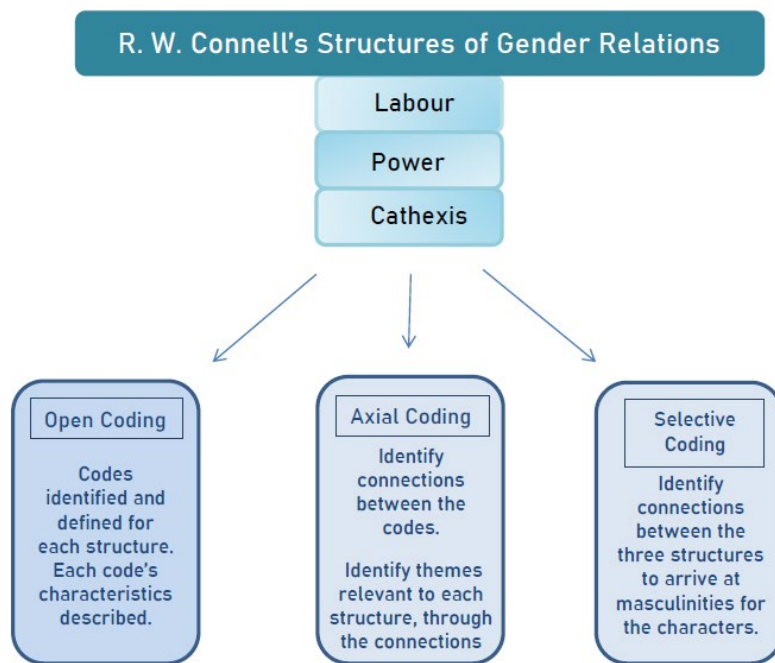 R. W. Connell's Structures of Gender Relations
Labour
Power
Cathexis
Open Coding
Codes
identified and
defined for
each structure.
Each code's
characteristics
described.
Axial Coding
Identify
connections
between the
codes.
Identify themes
relevant to each
structure, through
the connections
Selective
Coding
Identify
connections
between the
three structures
to arrive at
masculinities for
the characters.